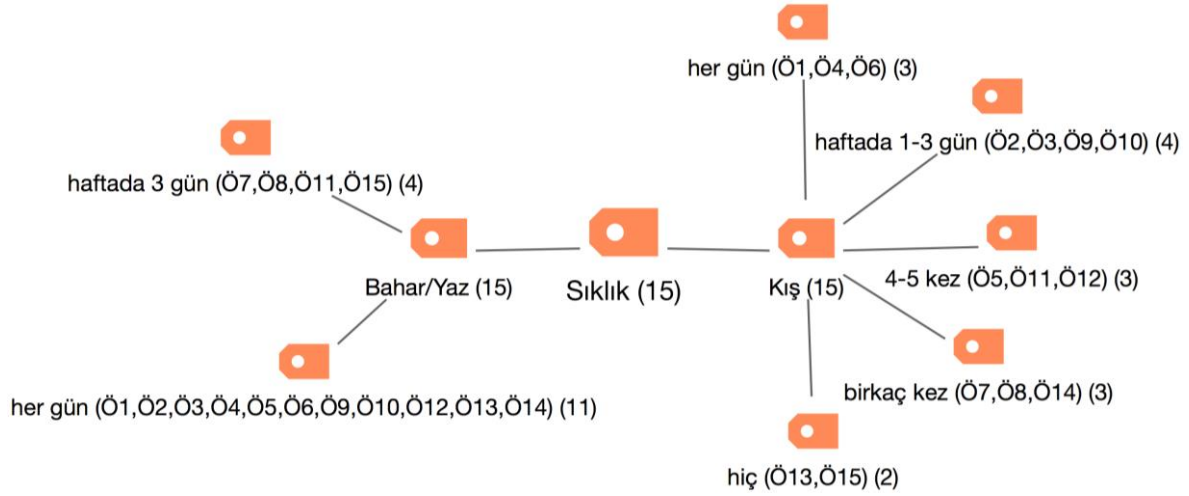 her gün (Ö1,Ö4,Ö6) (3)
haftada 1-3 gün (Ö2,Ö3,Ö9,Ö10) (4)
haftada 3 gün (Ö7,Ö8,Ö11,Ö15) (4)
Bahar/Yaz (15)
Sıklık (15)
Kış (15)
4-5 kez (Ö5,Ö11,Ö12) (3)
birkaç kez (Ö7,Ö8,Ö14) (3)
her gün (Ö1,Ö2,Ö3,Ö4,Ö5,Ö6,Ö9,Ö10,Ö12,Ö13,Ö14) (11)
hiç (Ö13,Ö15) (2)